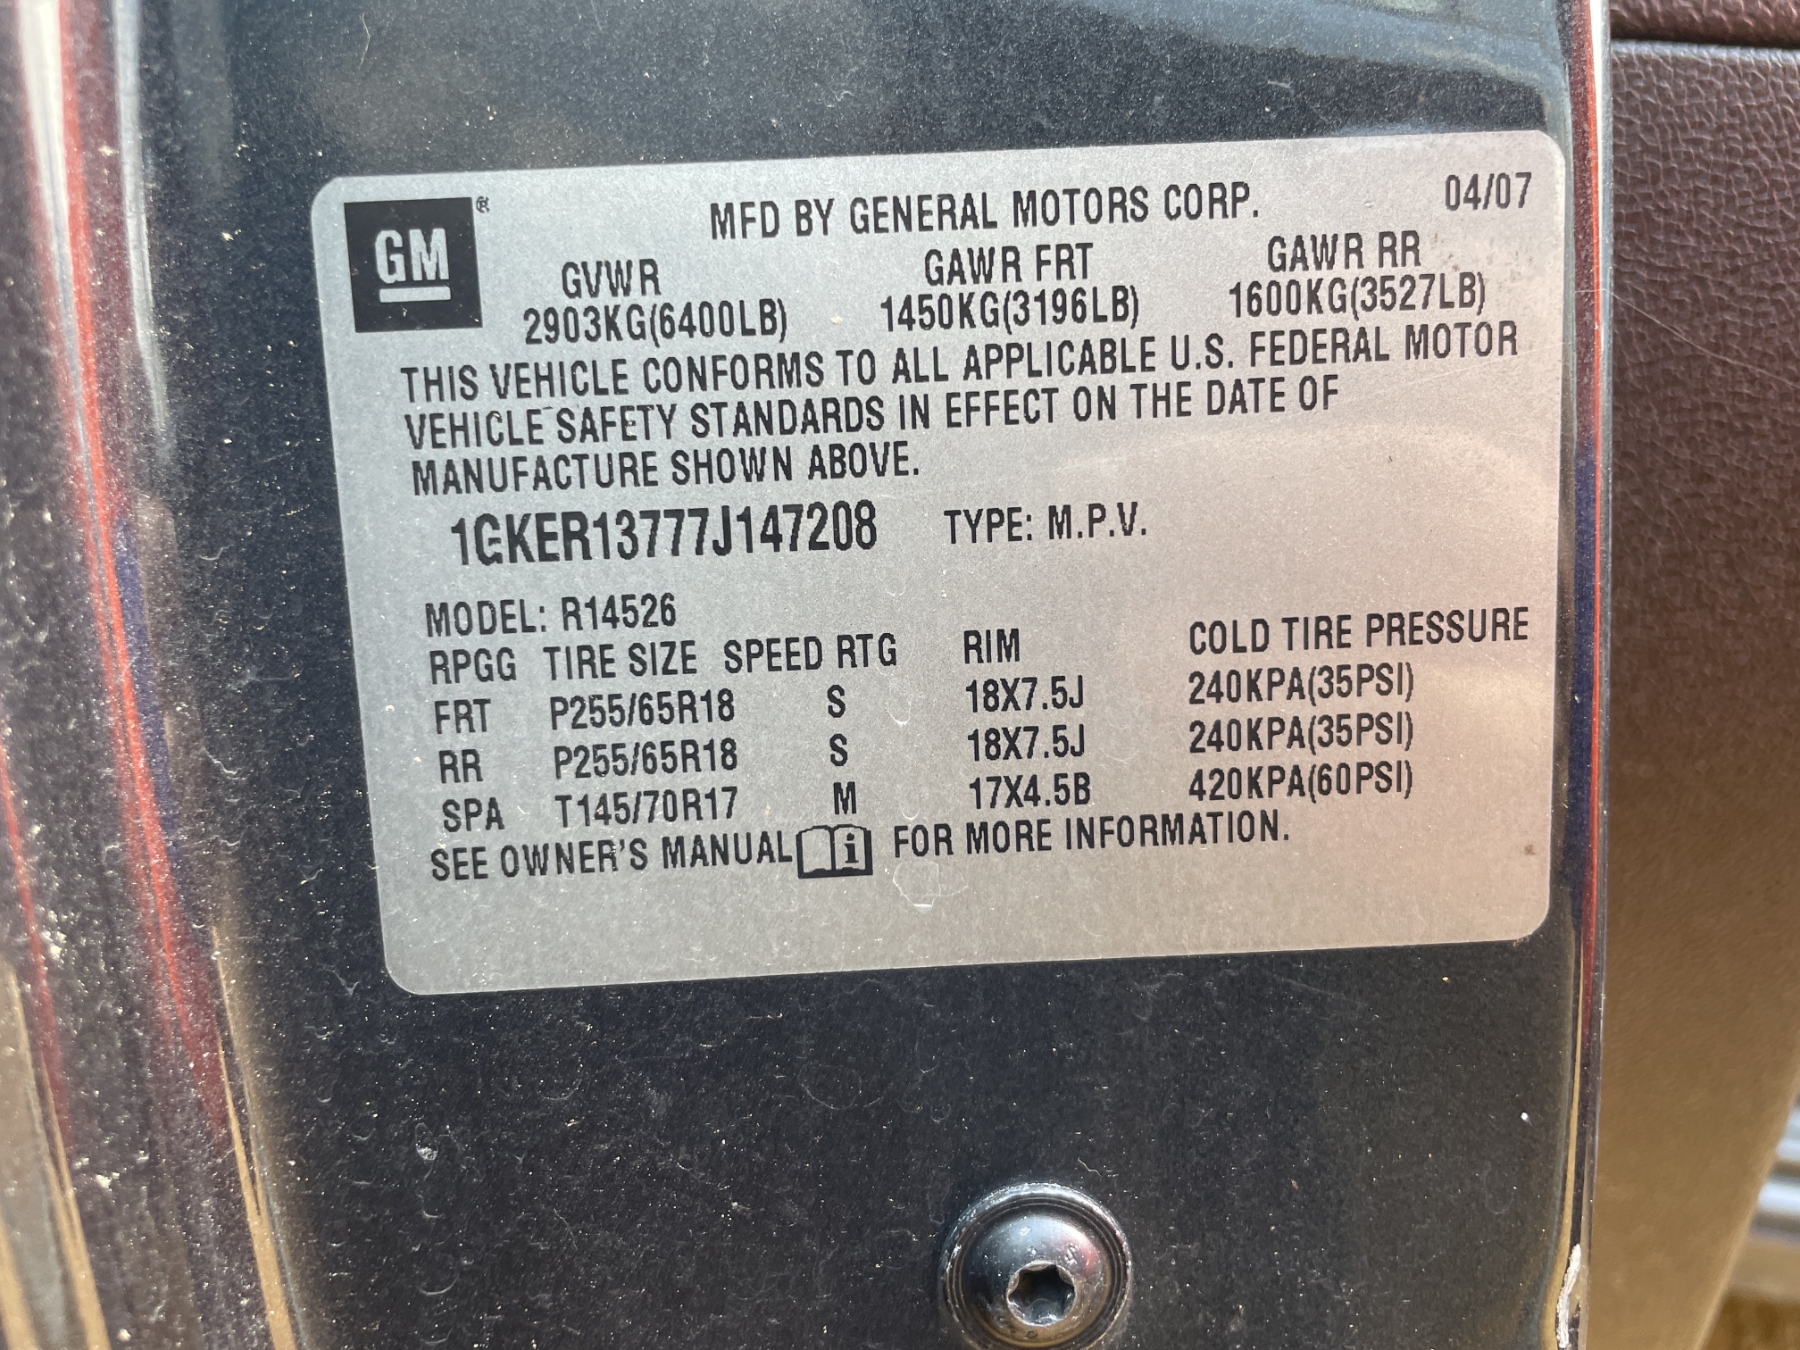 GM ® MFD BY GENERAL MOTORS CORP. 04/07
GVWR GAWR FRT GAWR RR
2903KG(6400LB) 1450KG(3196LB) 1600KG(3527LB)
THIS VEHICLE CONFORMS TO ALL APPLICABLE U.S. FEDERAL MOTOR
VEHICLE SAFETY STANDARDS IN EFFECT ON THE DATE OF
MANUFACTURE SHOWN ABOVE.
1GKER13777J147208 TYPE: M.P.V.
MODEL: R14526
RPGG TIRE SIZE SPEED RTG RIM COLD TIRE PRESSURE
FRT P255/65R18 S 18X7.5J 240KPA(35PSI)
RR P255/65R18 S 18X7.5J 240KPA(35PSI)
SPA T145/70R17 M 17X4.5B 420KPA(60PSI)
SEE OWNER'S MANUAL i FOR MORE INFORMATION.